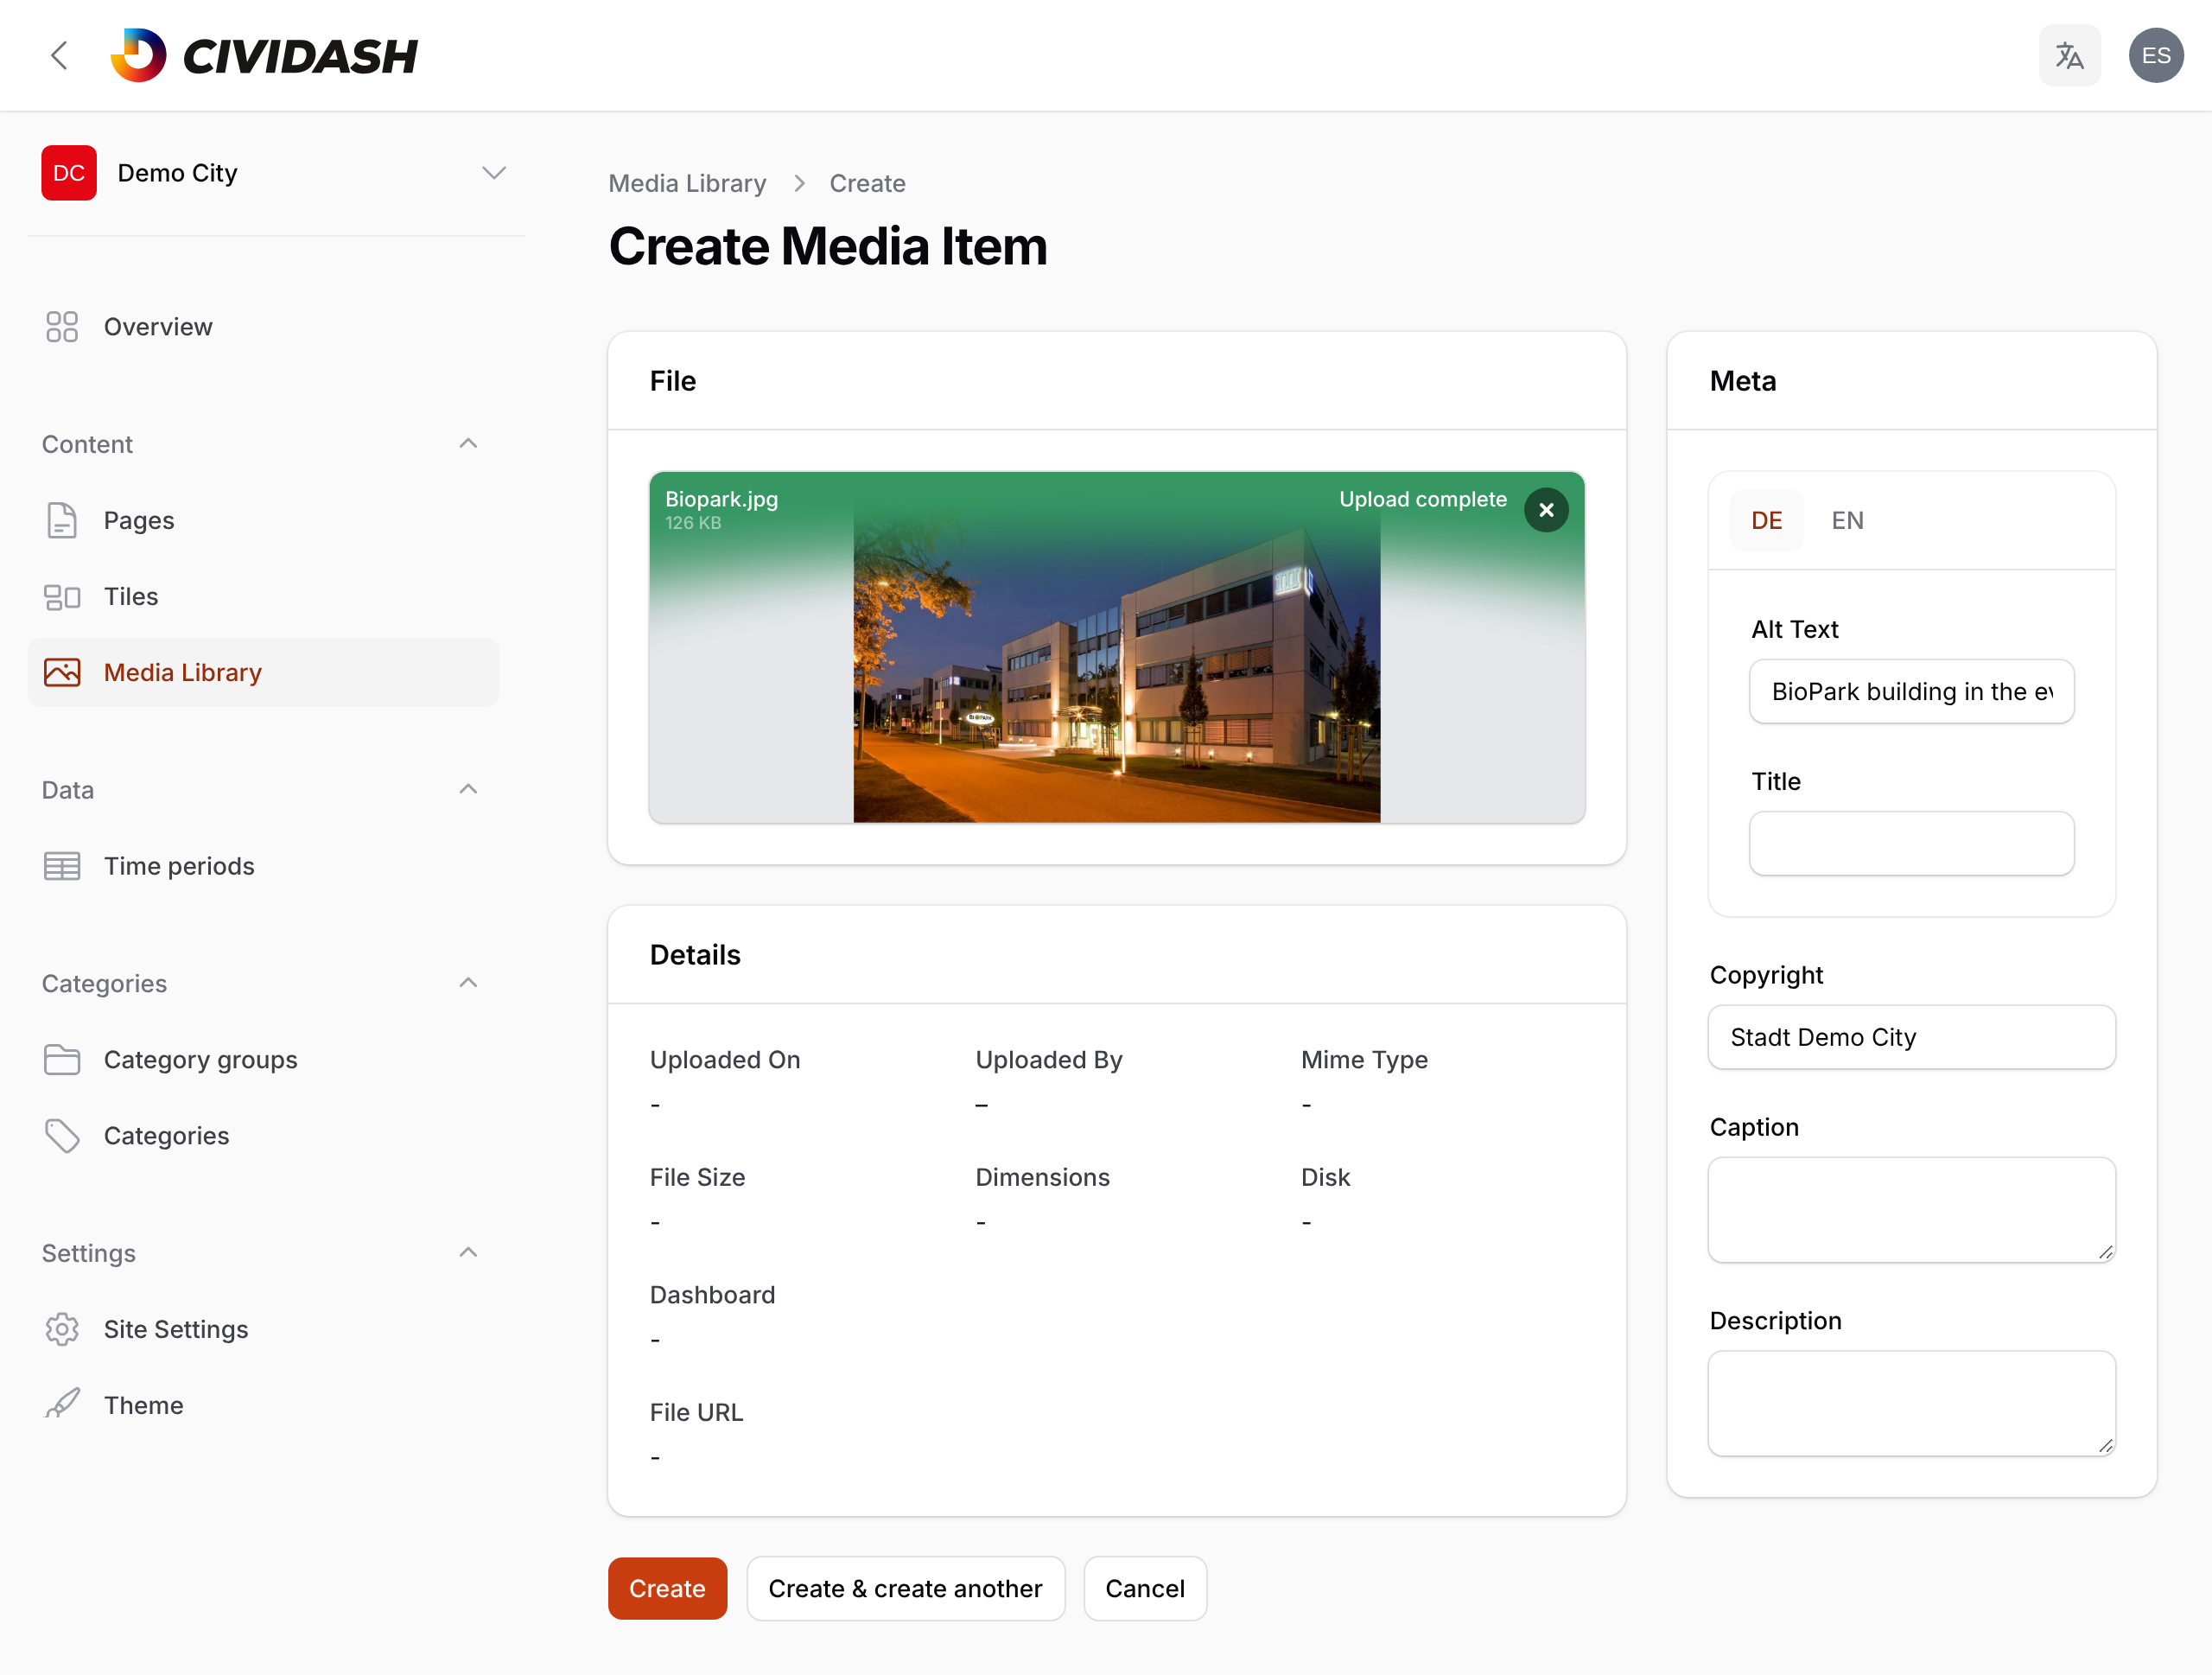 CIVIDASH
ES
DC Demo City
Overview
Content
Pages
Tiles
Media Library
Data
Time periods
Categories
Category groups
Categories
Settings
Site Settings
Theme
Media Library > Create
Create Media Item
File
Biopark.jpg
126 KB
Upload complete
BIOPARK
Details
Uploaded On
-
Uploaded By
–
Mime Type
-
File Size
-
Dimensions
-
Disk
-
Dashboard
-
File URL
-
Create
Create & create another
Cancel
Meta
DE EN
Alt Text
BioPark building in the ev
Title
Copyright
Stadt Demo City
Caption
Description